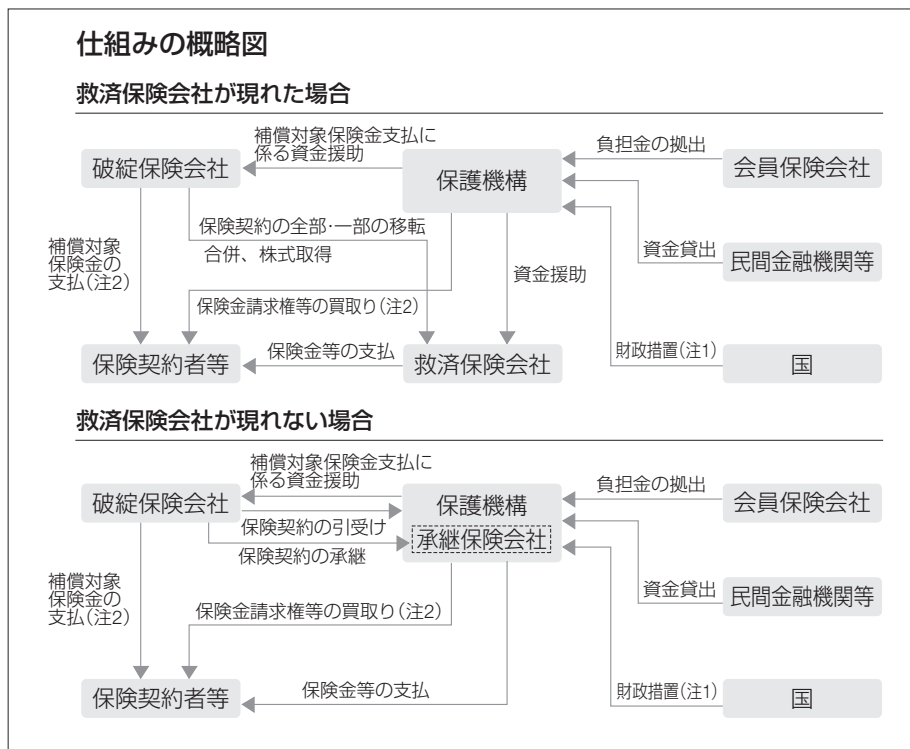 仕組みの概略図
救済保険会社が現れた場合
補償対象保険金支払に
係る資金援助
負担金の拠出
破綻保険会社
保護機構
会員保険会社
保険契約の全部・一部の移転
合併、株式取得
補償対象
保険金の
支払(注2)
資金援助
資金貸出
民間金融機関等
保険金請求権等の買取り(注2)
保険金等の支払
財政措置(注1)
保険契約者等
救済保険会社
国
救済保険会社が現れない場合
補償対象保険金支払に
係る資金援助
負担金の拠出
破綻保険会社
保護機構
会員保険会社
保険契約の引受け
承継保険会社
保険契約の承継
補償対象
保険金の
支払(注2)
資金貸出
民間金融機関等
保険金請求権等の買取り(注2)
保険金等の支払
財政措置(注1)
保険契約者等
国